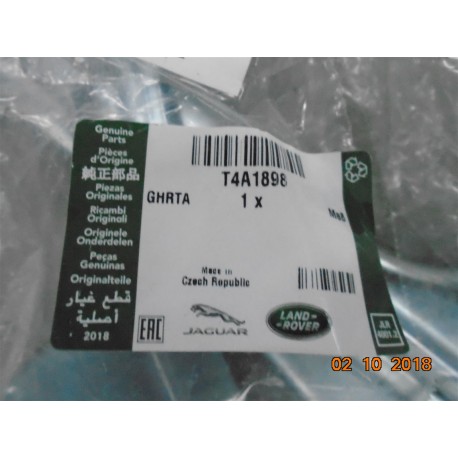 Genuine
Parts
Pièces
d'Origine
純正部品
Piezas
Originales
Ricambi
Originali
Originele
Onderdelen
Peças
Genuínas
Originalteile
قطع غيار
أصلية
2018
T4A1898
GHRTA
1 x
Made in
Czech Republic
EAC
JAGUAR
LAND-
-ROVER
JLR
02 10 2018